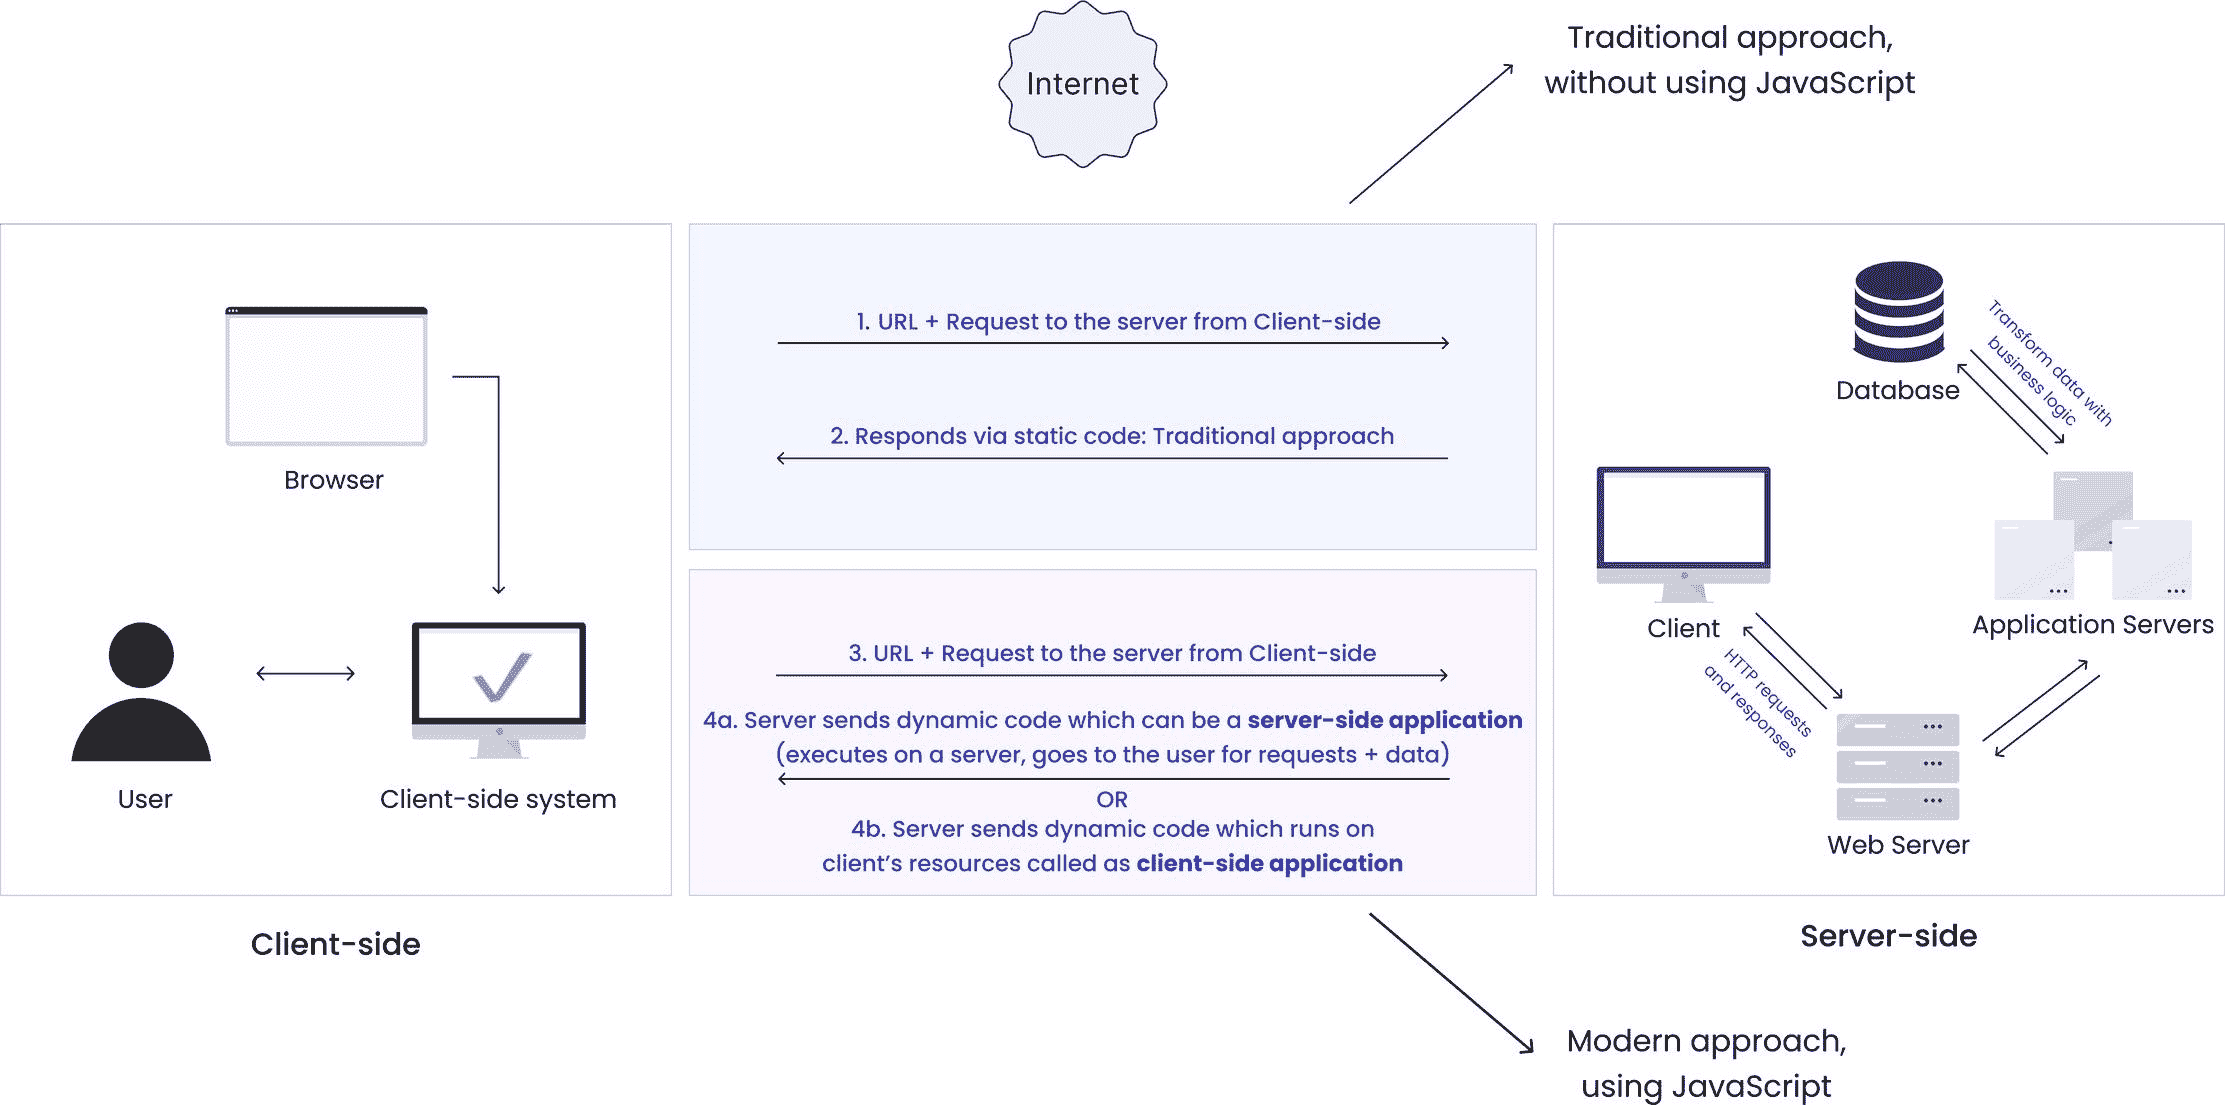 Internet
Traditional approach,
without using JavaScript
Browser
User
Client-side system
Client-side
1. URL + Request to the server from Client-side
2. Responds via static code: Traditional approach
3. URL + Request to the server from Client-side
4a. Server sends dynamic code which can be a server-side application
(executes on a server, goes to the user for requests + data)
OR
4b. Server sends dynamic code which runs on
client's resources called as client-side application
Database
Transform data with
business logic
Client
Application Servers
HTTP requests
and responses
Web Server
Server-side
Modern approach,
using JavaScript